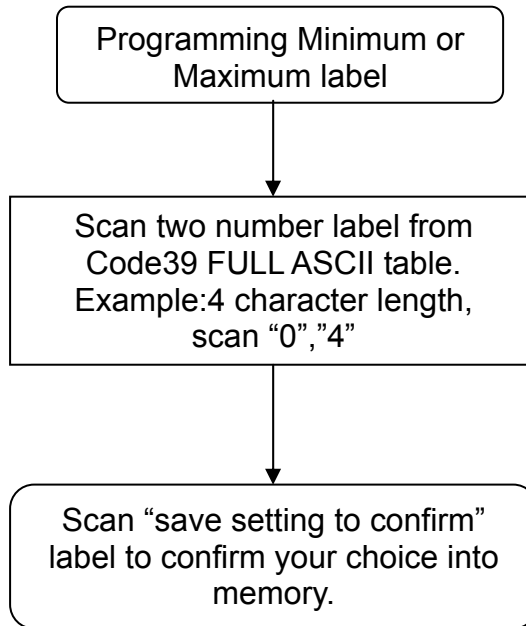 Programming Minimum or
Maximum label
Scan two number label from
Code39 FULL ASCII table.
Example:4 character length,
scan “0”,”4”
Scan “save setting to confirm”
label to confirm your choice into
memory.